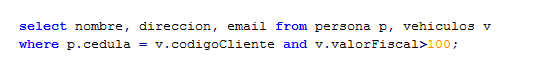 select nombre, direccion, email from persona p, vehiculos v
where p.cedula = v.codigoCliente and v.valorFiscal>100;